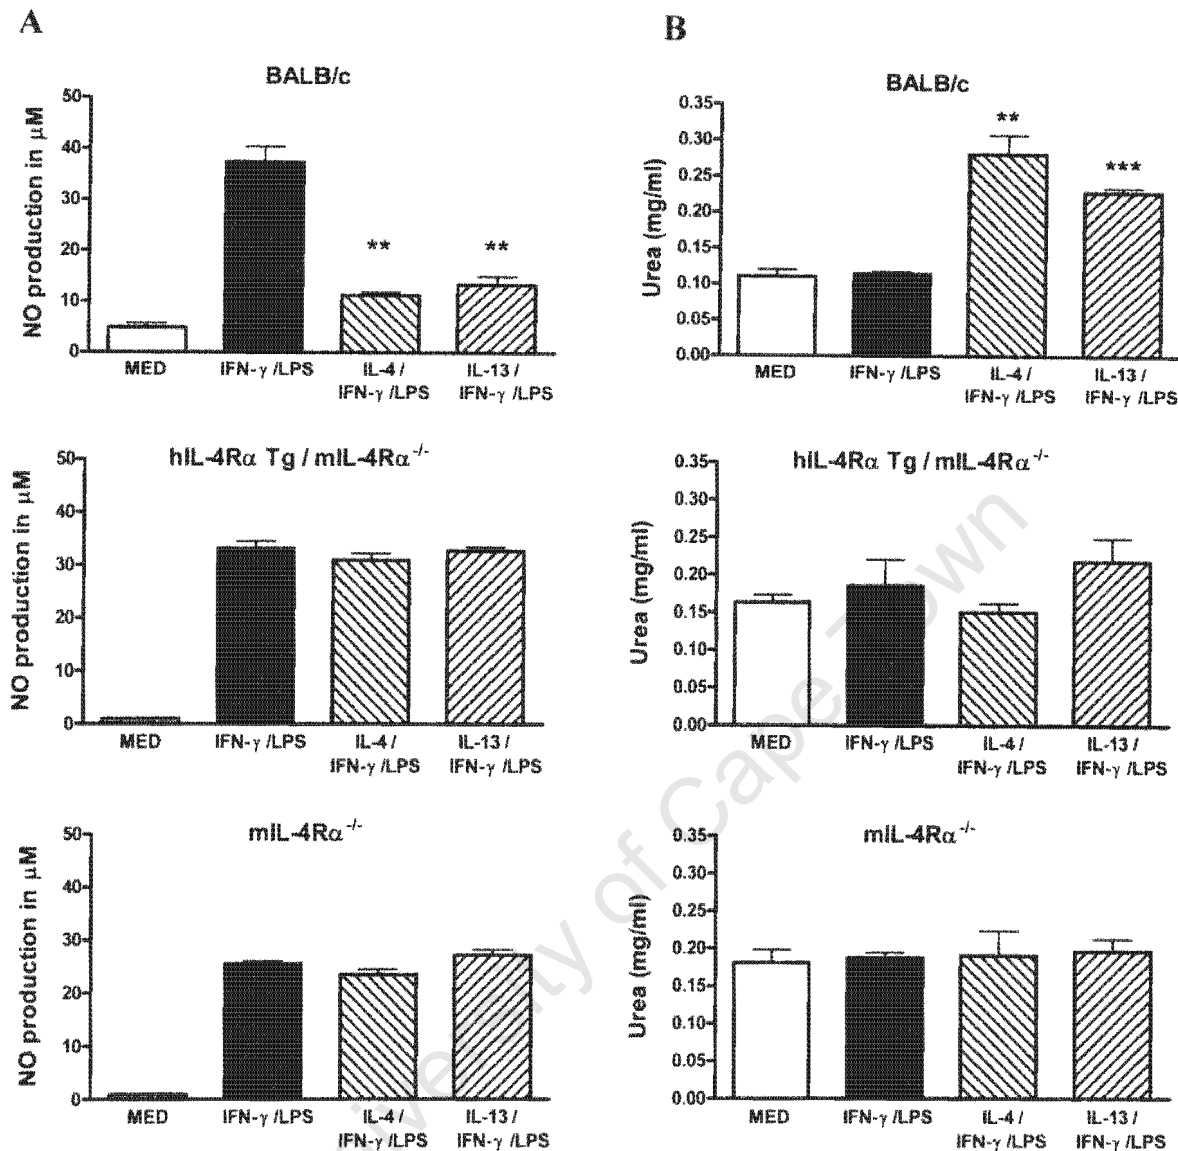 A
BALB/c
NO production in μM
50
40
30
20
10
0
** **
MED IFN-γ/LPS IL-4 / IL-13 /
IFN-γ/LPS IFN-γ/LPS
hIL-4Rα Tg / mIL-4Rα-/-
NO production in μM
50
40
30
20
10
0
MED IFN-γ/LPS IL-4 / IL-13 /
IFN-γ/LPS IFN-γ/LPS
mIL-4Rα-/-
NO production in μM
50
40
30
20
10
0
MED IFN-γ/LPS IL-4 / IL-13 /
IFN-γ/LPS IFN-γ/LPS
B
BALB/c
Urea (mg/ml)
0.35
0.30
0.25
0.20
0.15
0.10
0.05
0.00
** ***
MED IFN-γ/LPS IL-4 / IL-13 /
IFN-γ/LPS IFN-γ/LPS
hIL-4Rα Tg / mIL-4Rα-/-
Urea (mg/ml)
0.35
0.30
0.25
0.20
0.15
0.10
0.05
0.00
MED IFN-γ/LPS IL-4 / IL-13 /
IFN-γ/LPS IFN-γ/LPS
mIL-4Rα-/-
Urea (mg/ml)
0.35
0.30
0.25
0.20
0.15
0.10
0.05
0.00
MED IFN-γ/LPS IL-4 / IL-13 /
IFN-γ/LPS IFN-γ/LPS
of Cape Town